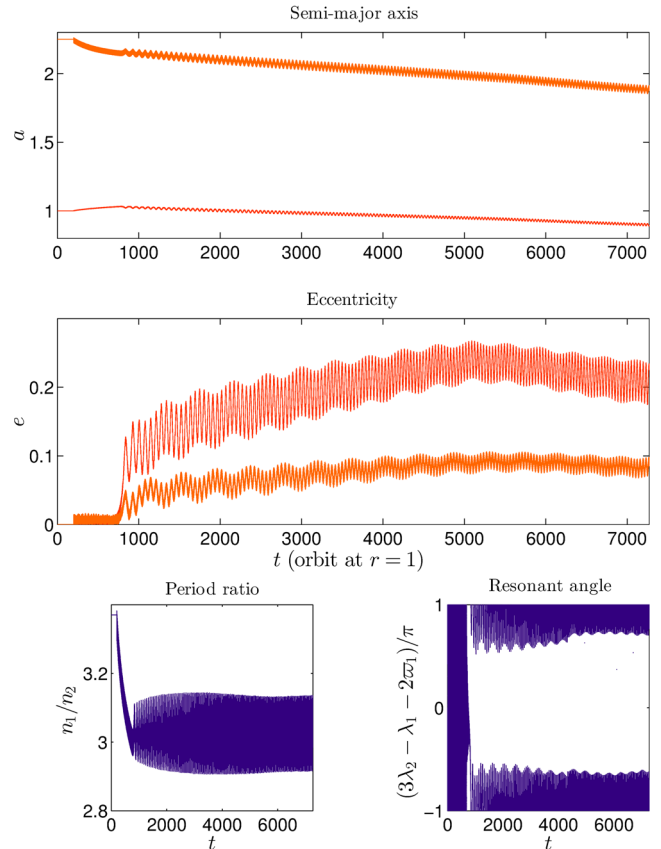 Semi-major axis
2
1.5
1
a
0 1000 2000 3000 4000 5000 6000 7000
Eccentricity
0.2
0.1
0
e
0 1000 2000 3000 4000 5000 6000 7000
t (orbit at r = 1)
Period ratio
3.2
3
2.8
n₁/n₂
0 2000 4000 6000
t
Resonant angle
1
0
-1
(3λ₂ − λ₁ − 2ϖ₁)/π
0 2000 4000 6000
t